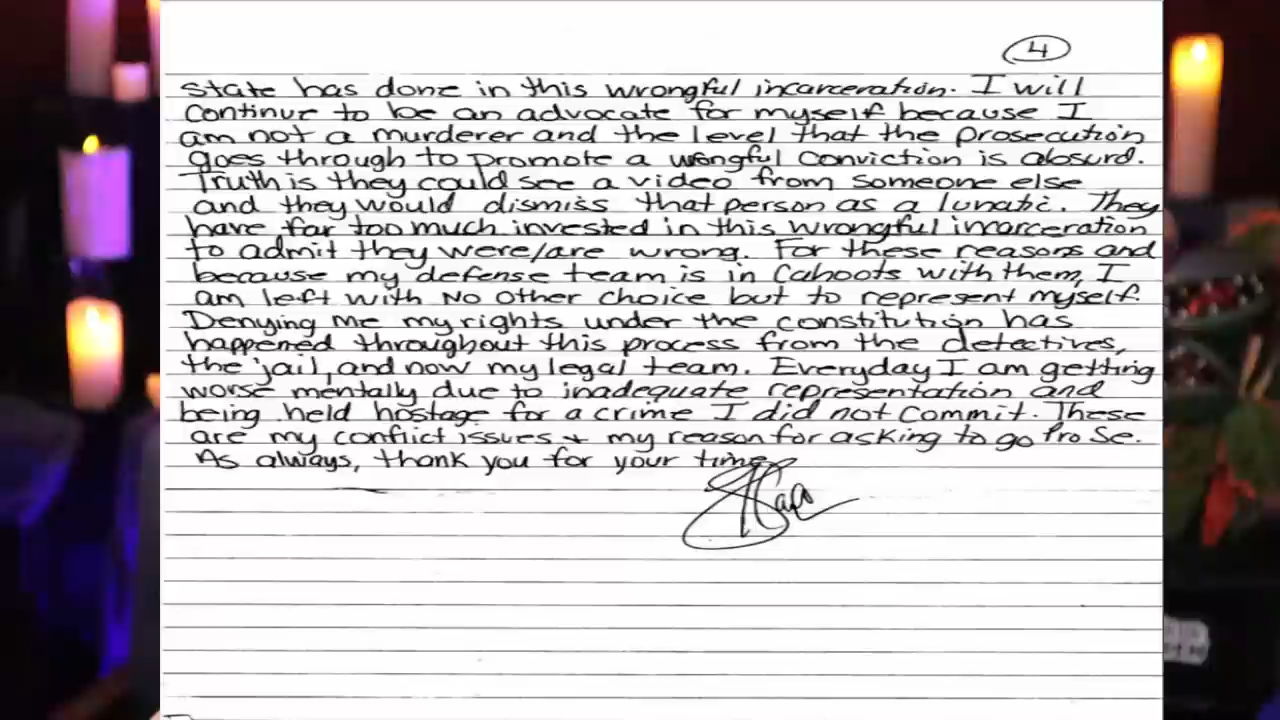 4
state has done in this wrongful incarceration. I will
continue to be an advocate for myself because I
am not a murderer and the level that the prosecution
goes through to promote a wrongful conviction is absurd.
Truth is they could see a video from someone else
and they would dismiss that person as a lunatic. They
have far too much invested in this wrongful incarceration
to admit they were/are wrong. For these reasons and
because my defense team is in Cahoots with them, I
am left with No other choice but to represent myself.
Denying me my rights under the constitution has
happened throughout this process from the detectives,
the jail, and now my legal team. Everyday I am getting
worse mentally due to inadequate representation and
being held hostage for a crime I did not commit. These
are my conflict issues + my reason for asking to go Pro Se.
As always, thank you for your time